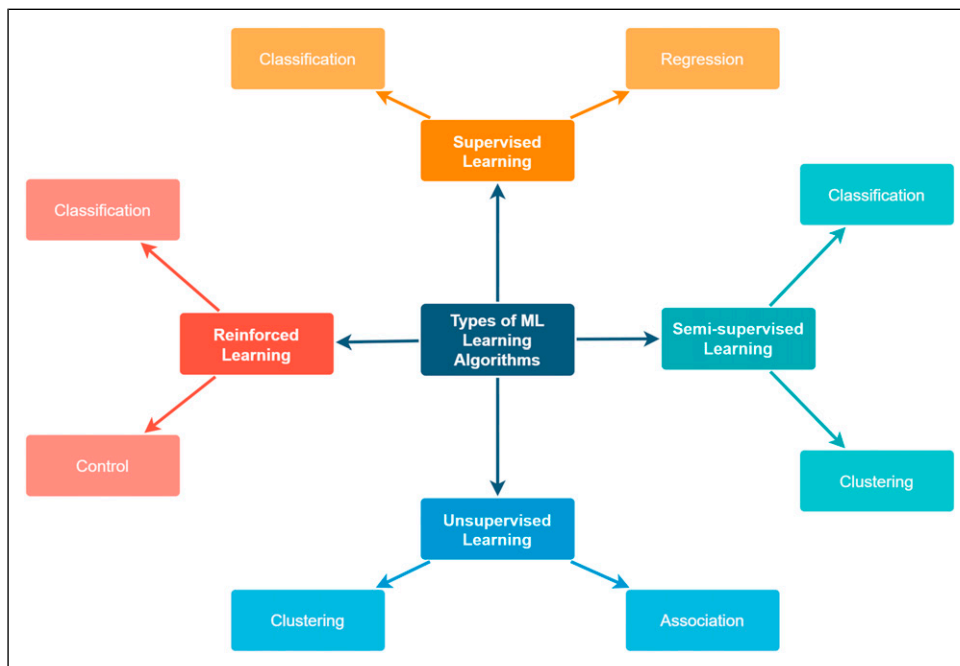 Classification
Regression
Supervised
Learning
Classification
Classification
Types of ML
Learning
Algorithms
Reinforced
Learning
Semi-supervised
Learning
Control
Clustering
Unsupervised
Learning
Clustering
Association